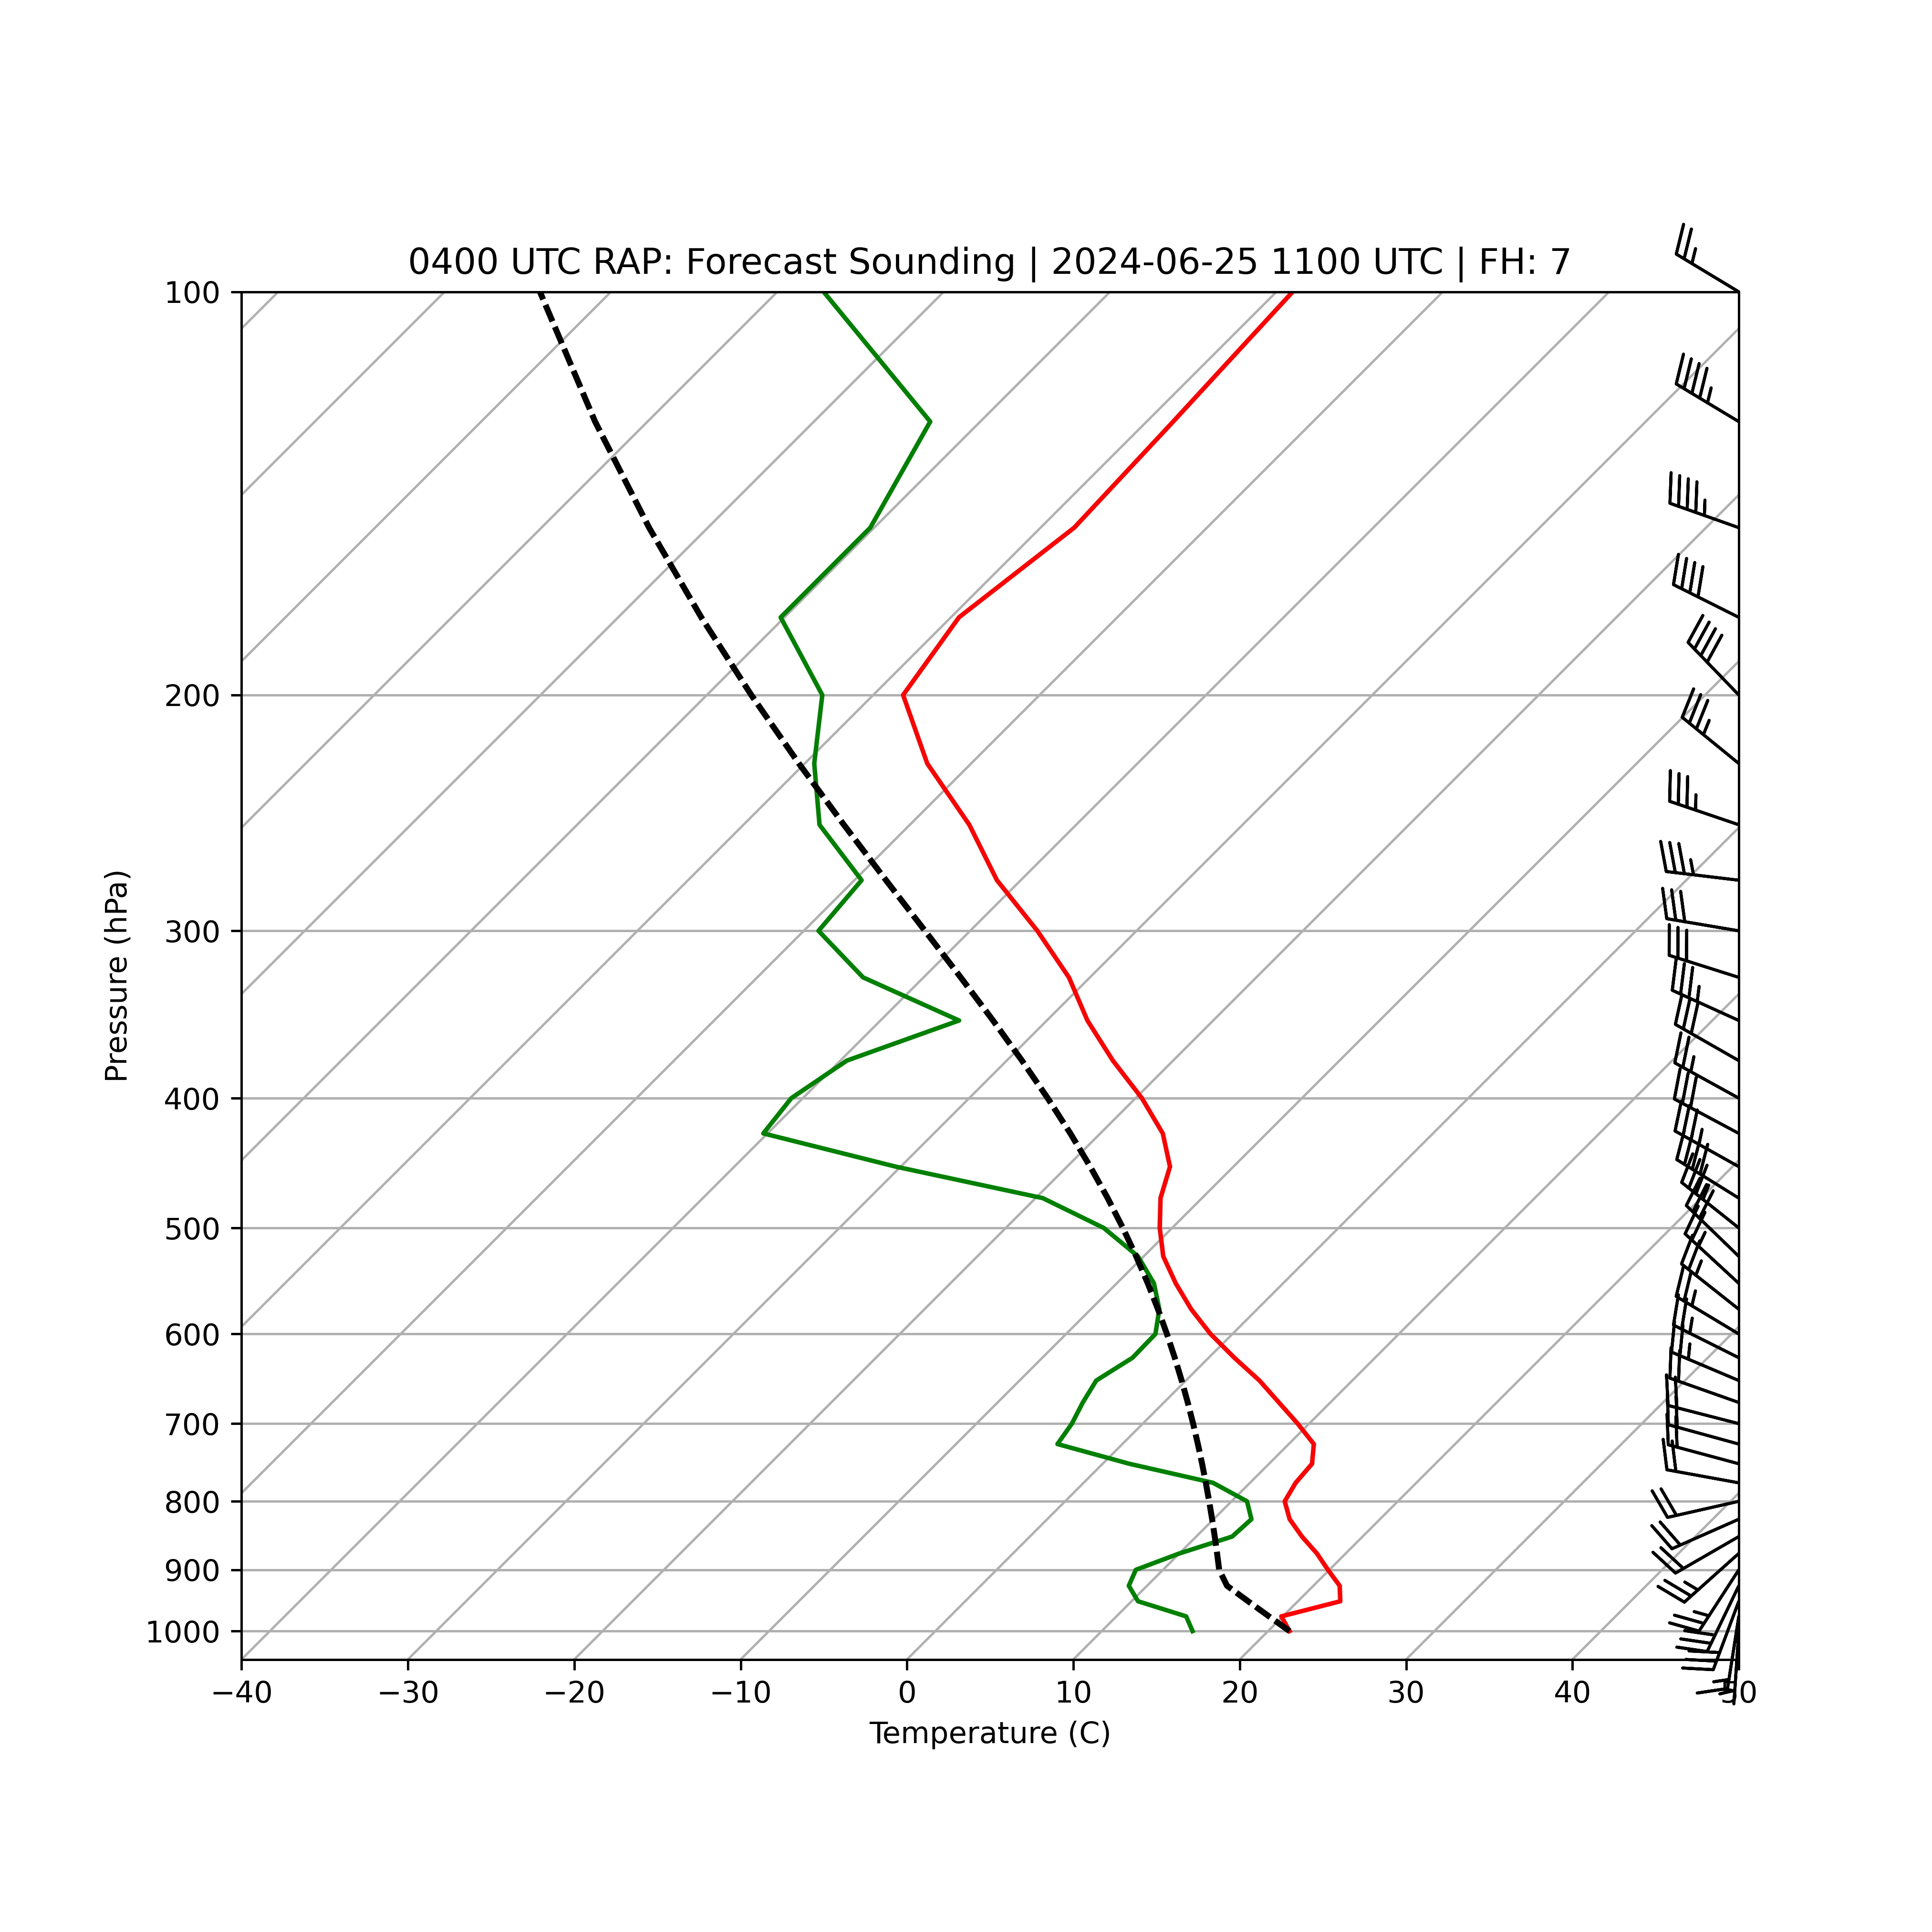 0400 UTC RAP: Forecast Sounding | 2024-06-25 1100 UTC | FH: 7
100
200
300
400
500
600
700
800
900
1000
Pressure (hPa)
−40 −30 −20 −10 0 10 20 30 40 50
Temperature (C)